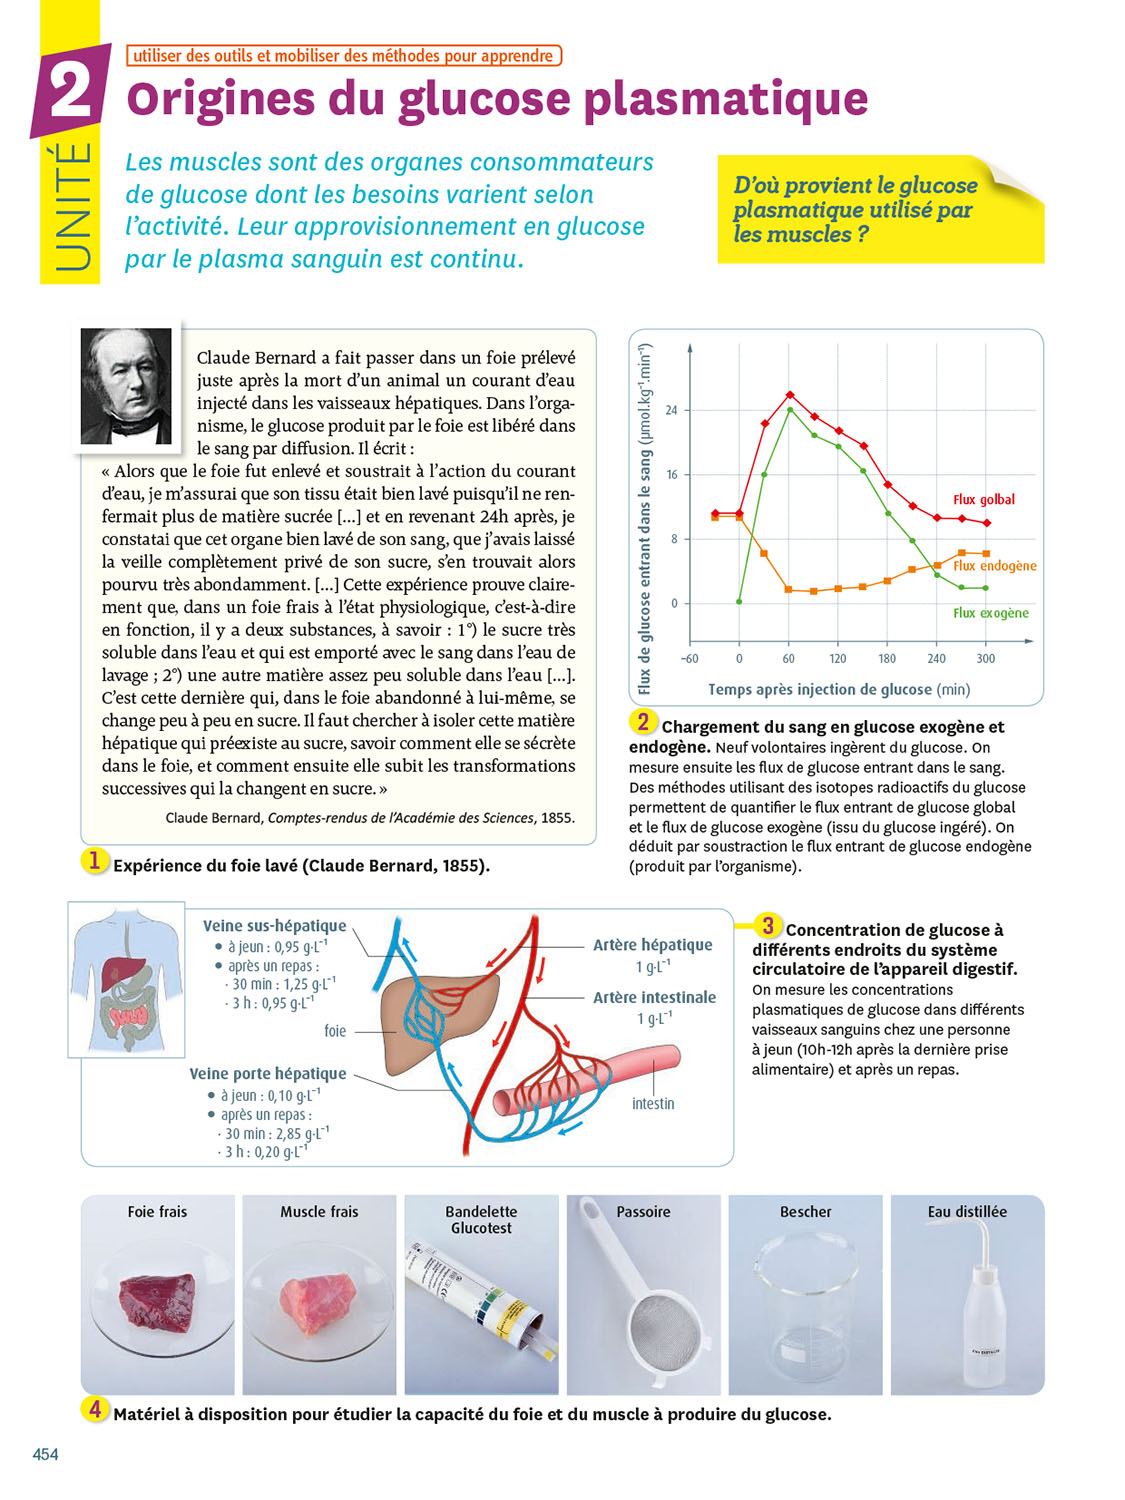 utiliser des outils et mobiliser des méthodes pour apprendre
2
UNITÉ
Origines du glucose plasmatique
Les muscles sont des organes consommateurs
de glucose dont les besoins varient selon
l'activité. Leur approvisionnement en glucose
par le plasma sanguin est continu.
D'où provient le glucose
plasmatique utilisé par
les muscles ?
Claude Bernard a fait passer dans un foie prélevé
juste après la mort d'un animal un courant d'eau
injecté dans les vaisseaux hépatiques. Dans l'orga-
nisme, le glucose produit par le foie est libéré dans
le sang par diffusion. Il écrit :
« Alors que le foie fut enlevé et soustrait à l'action du courant
d'eau, je m'assurai que son tissu était bien lavé puisqu'il ne ren-
fermait plus de matière sucrée [...] et en revenant 24h après, je
constatai que cet organe bien lavé de son sang, que j'avais laissé
la veille complètement privé de son sucre, s'en trouvait alors
pourvu très abondamment. [...] Cette expérience prouve claire-
ment que, dans un foie frais à l'état physiologique, c'est-à-dire
en fonction, il y a deux substances, à savoir : 1°) le sucre très
soluble dans l'eau et qui est emporté avec le sang dans l'eau de
lavage ; 2°) une autre matière assez peu soluble dans l'eau [...].
C'est cette dernière qui, dans le foie abandonné à lui-même, se
change peu à peu en sucre. Il faut chercher à isoler cette matière
hépatique qui préexiste au sucre, savoir comment elle se sécrète
dans le foie, et comment ensuite elle subit les transformations
successives qui la changent en sucre. »
Claude Bernard, Comptes-rendus de l'Académie des Sciences, 1855.
1 Expérience du foie lavé (Claude Bernard, 1855).
Flux de glucose entrant dans le sang (µmol.kg⁻¹.min⁻¹)
24
16
8
0
Flux golbal
Flux endogène
Flux exogène
-60 0 60 120 180 240 300
Temps après injection de glucose (min)
2 Chargement du sang en glucose exogène et
endogène. Neuf volontaires ingèrent du glucose. On
mesure ensuite les flux de glucose entrant dans le sang.
Des méthodes utilisant des isotopes radioactifs du glucose
permettent de quantifier le flux entrant de glucose global
et le flux de glucose exogène (issu du glucose ingéré). On
déduit par soustraction le flux entrant de glucose endogène
(produit par l'organisme).
Veine sus-hépatique
• à jeun : 0,95 g·L⁻¹
• après un repas :
· 30 min : 1,25 g·L⁻¹
· 3 h : 0,95 g·L⁻¹
foie
Veine porte hépatique
• à jeun : 0,10 g·L⁻¹
• après un repas :
· 30 min : 2,85 g·L⁻¹
· 3 h : 0,20 g·L⁻¹
Artère hépatique
1 g·L⁻¹
Artère intestinale
1 g·L⁻¹
intestin
3 Concentration de glucose à
différents endroits du système
circulatoire de l'appareil digestif.
On mesure les concentrations
plasmatiques de glucose dans différents
vaisseaux sanguins chez une personne
à jeun (10h-12h après la dernière prise
alimentaire) et après un repas.
Foie frais
Muscle frais
Bandelette
Glucotest
Passoire
Bescher
Eau distillée
EAU DISTILLÉE
4 Matériel à disposition pour étudier la capacité du foie et du muscle à produire du glucose.
454